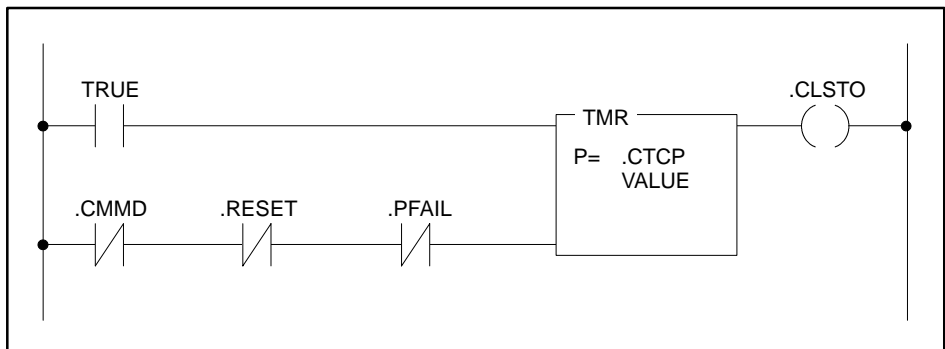 TRUE
.CLSTO
TMR
P= .CTCP
VALUE
.CMMD .RESET .PFAIL